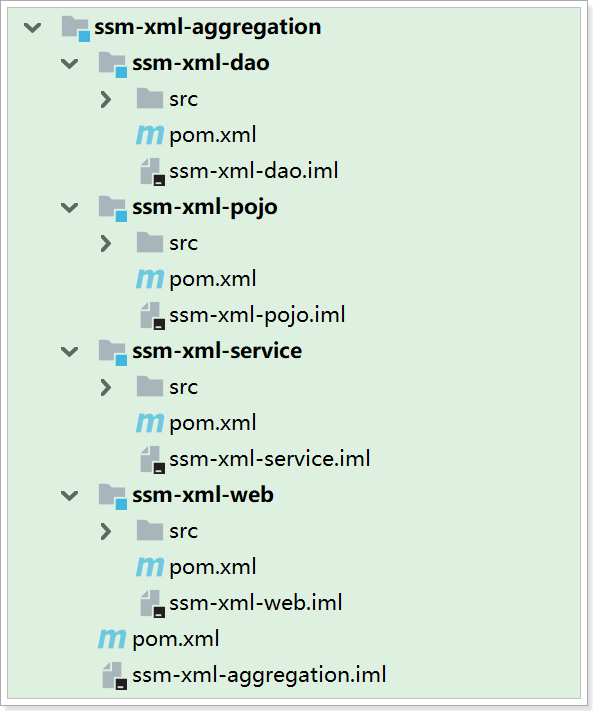 ssm-xml-aggregation
ssm-xml-dao
src
m pom.xml
ssm-xml-dao.iml
ssm-xml-pojo
src
m pom.xml
ssm-xml-pojo.iml
ssm-xml-service
src
m pom.xml
ssm-xml-service.iml
ssm-xml-web
src
m pom.xml
ssm-xml-web.iml
m pom.xml
ssm-xml-aggregation.iml